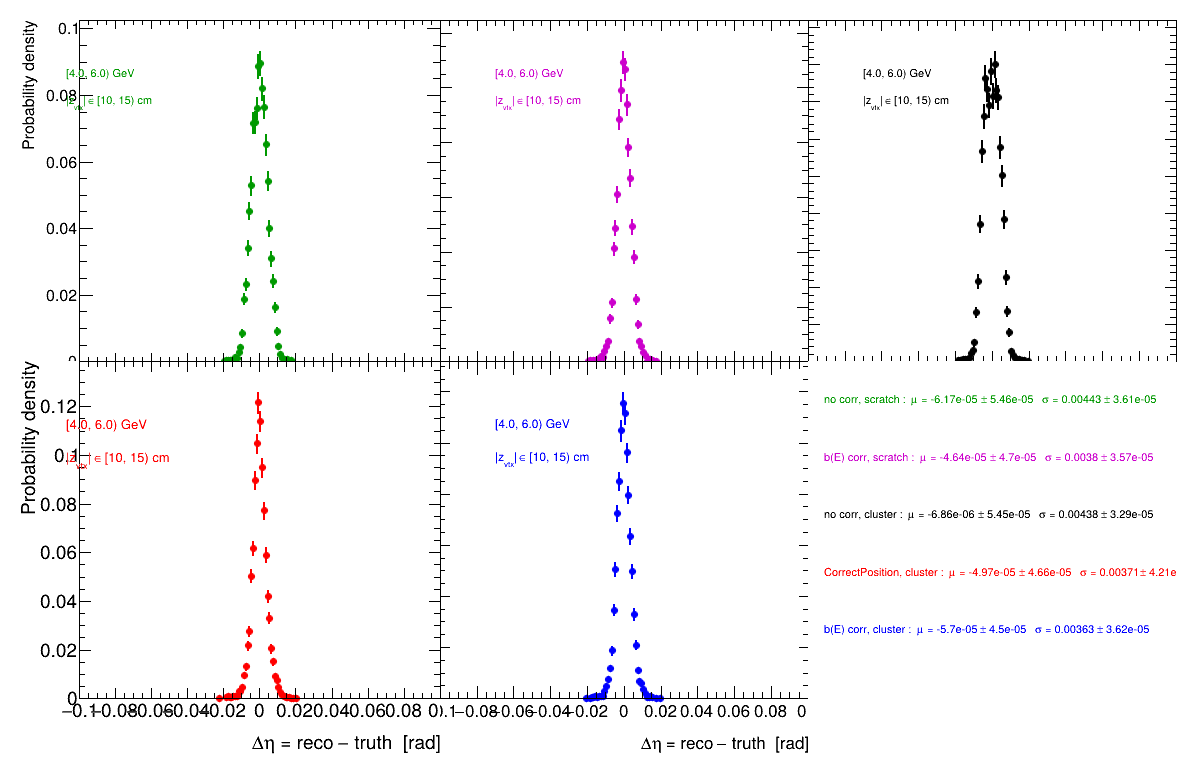 Probability density
0.1
0.08
0.06
0.04
0.02
0
[4.0, 6.0) GeV
|z_vtx| ∈ [10, 15) cm
[4.0, 6.0) GeV
|z_vtx| ∈ [10, 15) cm
[4.0, 6.0) GeV
|z_vtx| ∈ [10, 15) cm
Probability density
0.12
0.1
0.08
0.06
0.04
0.02
0
[4.0, 6.0) GeV
|z_vtx| ∈ [10, 15) cm
−0.1 −0.08 −0.06 −0.04 −0.02 0 0.02 0.04 0.06 0.08 0.1
Δη = reco − truth [rad]
[4.0, 6.0) GeV
|z_vtx| ∈ [10, 15) cm
−0.08 −0.06 −0.04 −0.02 0 0.02 0.04 0.06 0.08 0
Δη = reco − truth [rad]
no corr, scratch : μ = -6.17e-05 ± 5.46e-05 σ = 0.00443 ± 3.61e-05
b(E) corr, scratch : μ = -4.64e-05 ± 4.7e-05 σ = 0.0038 ± 3.57e-05
no corr, cluster : μ = -6.86e-06 ± 5.45e-05 σ = 0.00438 ± 3.29e-05
CorrectPosition, cluster : μ = -4.97e-05 ± 4.66e-05 σ = 0.00371 ± 4.21e
b(E) corr, cluster : μ = -5.7e-05 ± 4.5e-05 σ = 0.00363 ± 3.62e-05